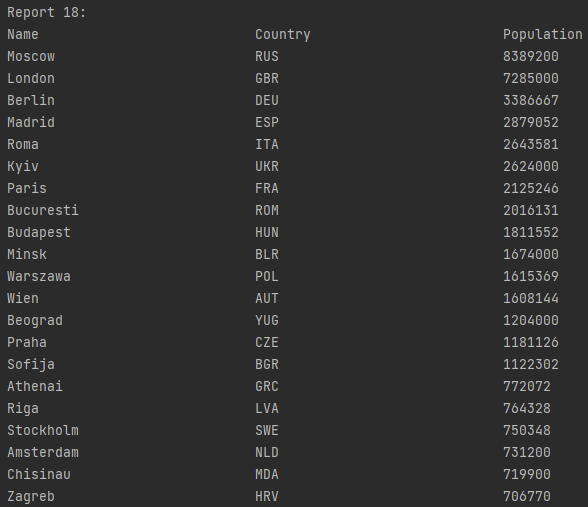 Report 18:
Name Country Population
Moscow RUS 8389200
London GBR 7285000
Berlin DEU 3386667
Madrid ESP 2879052
Roma ITA 2643581
Kyiv UKR 2624000
Paris FRA 2125246
Bucuresti ROM 2016131
Budapest HUN 1811552
Minsk BLR 1674000
Warszawa POL 1615369
Wien AUT 1608144
Beograd YUG 1204000
Praha CZE 1181126
Sofija BGR 1122302
Athenai GRC 772072
Riga LVA 764328
Stockholm SWE 750348
Amsterdam NLD 731200
Chisinau MDA 719900
Zagreb HRV 706770